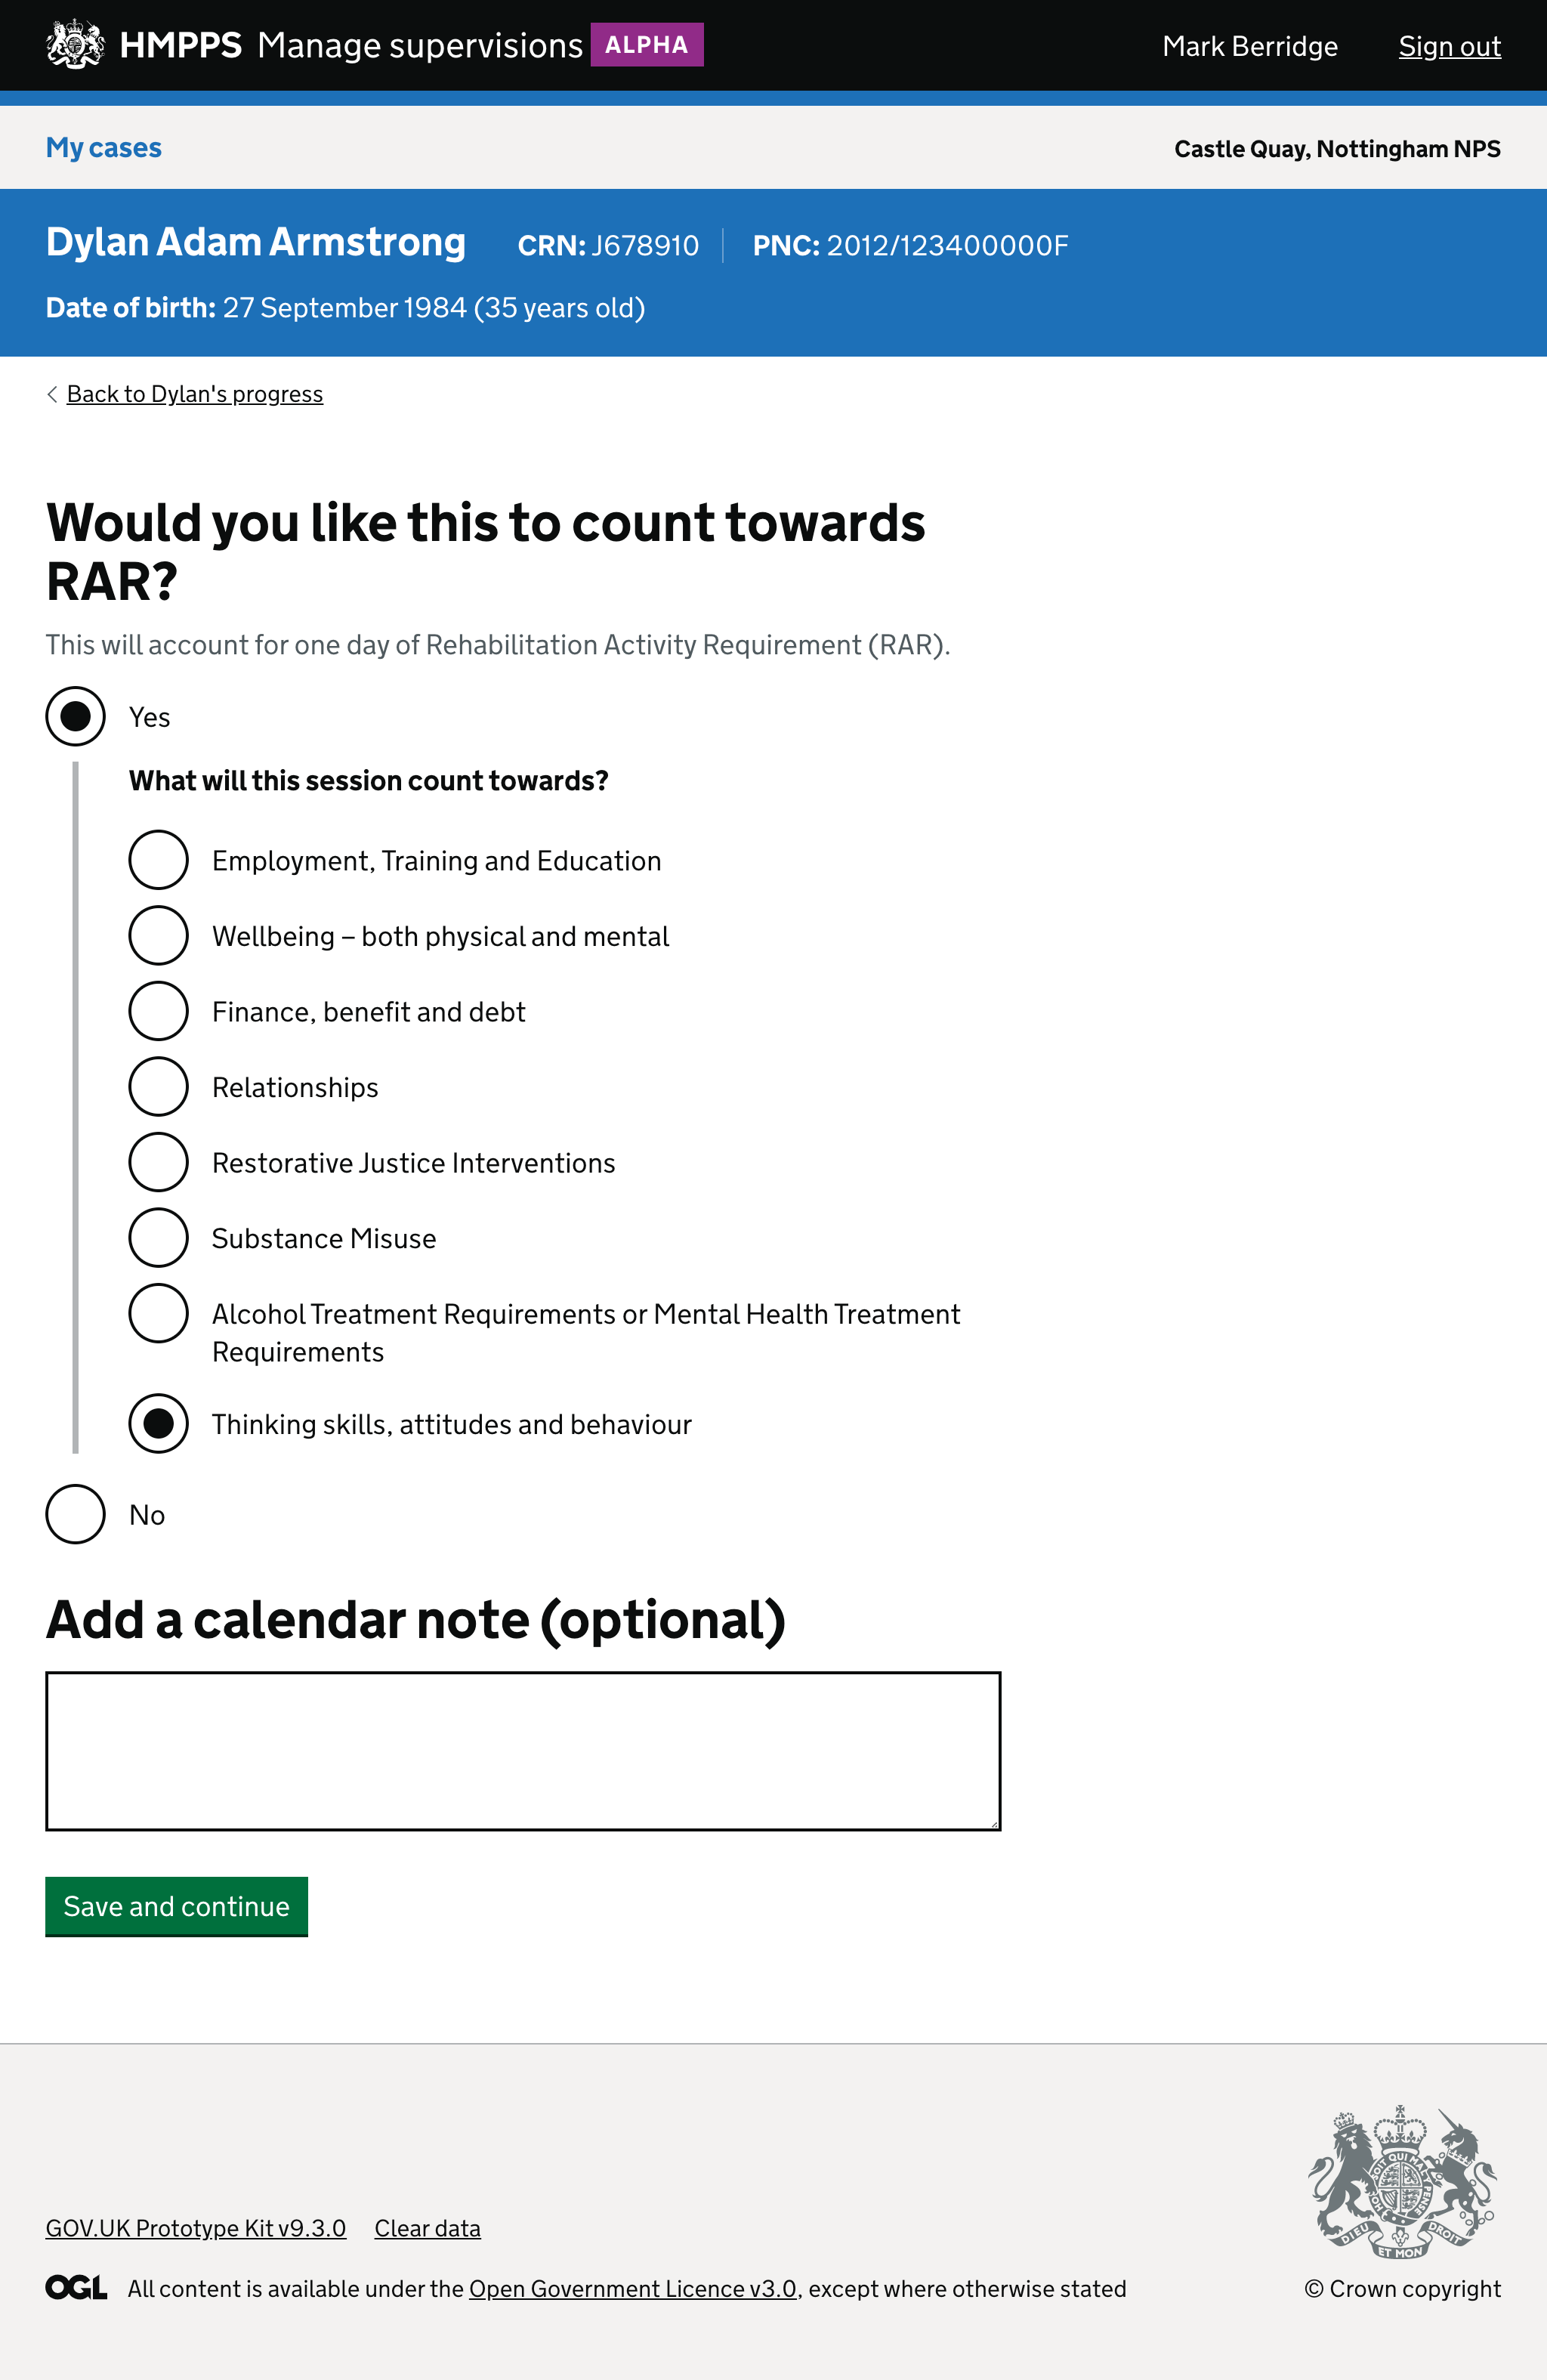 HMPPS Manage supervisions ALPHA
Mark Berridge Sign out
My cases
Castle Quay, Nottingham NPS
Dylan Adam Armstrong CRN: J678910 PNC: 2012/123400000F
Date of birth: 27 September 1984 (35 years old)
Back to Dylan's progress
Would you like this to count towards
RAR?
This will account for one day of Rehabilitation Activity Requirement (RAR).
Yes
What will this session count towards?
Employment, Training and Education
Wellbeing – both physical and mental
Finance, benefit and debt
Relationships
Restorative Justice Interventions
Substance Misuse
Alcohol Treatment Requirements or Mental Health Treatment
Requirements
Thinking skills, attitudes and behaviour
No
Add a calendar note (optional)
Save and continue
GOV.UK Prototype Kit v9.3.0 Clear data
DIEU ET MON DROIT
OGL All content is available under the Open Government Licence v3.0, except where otherwise stated
© Crown copyright